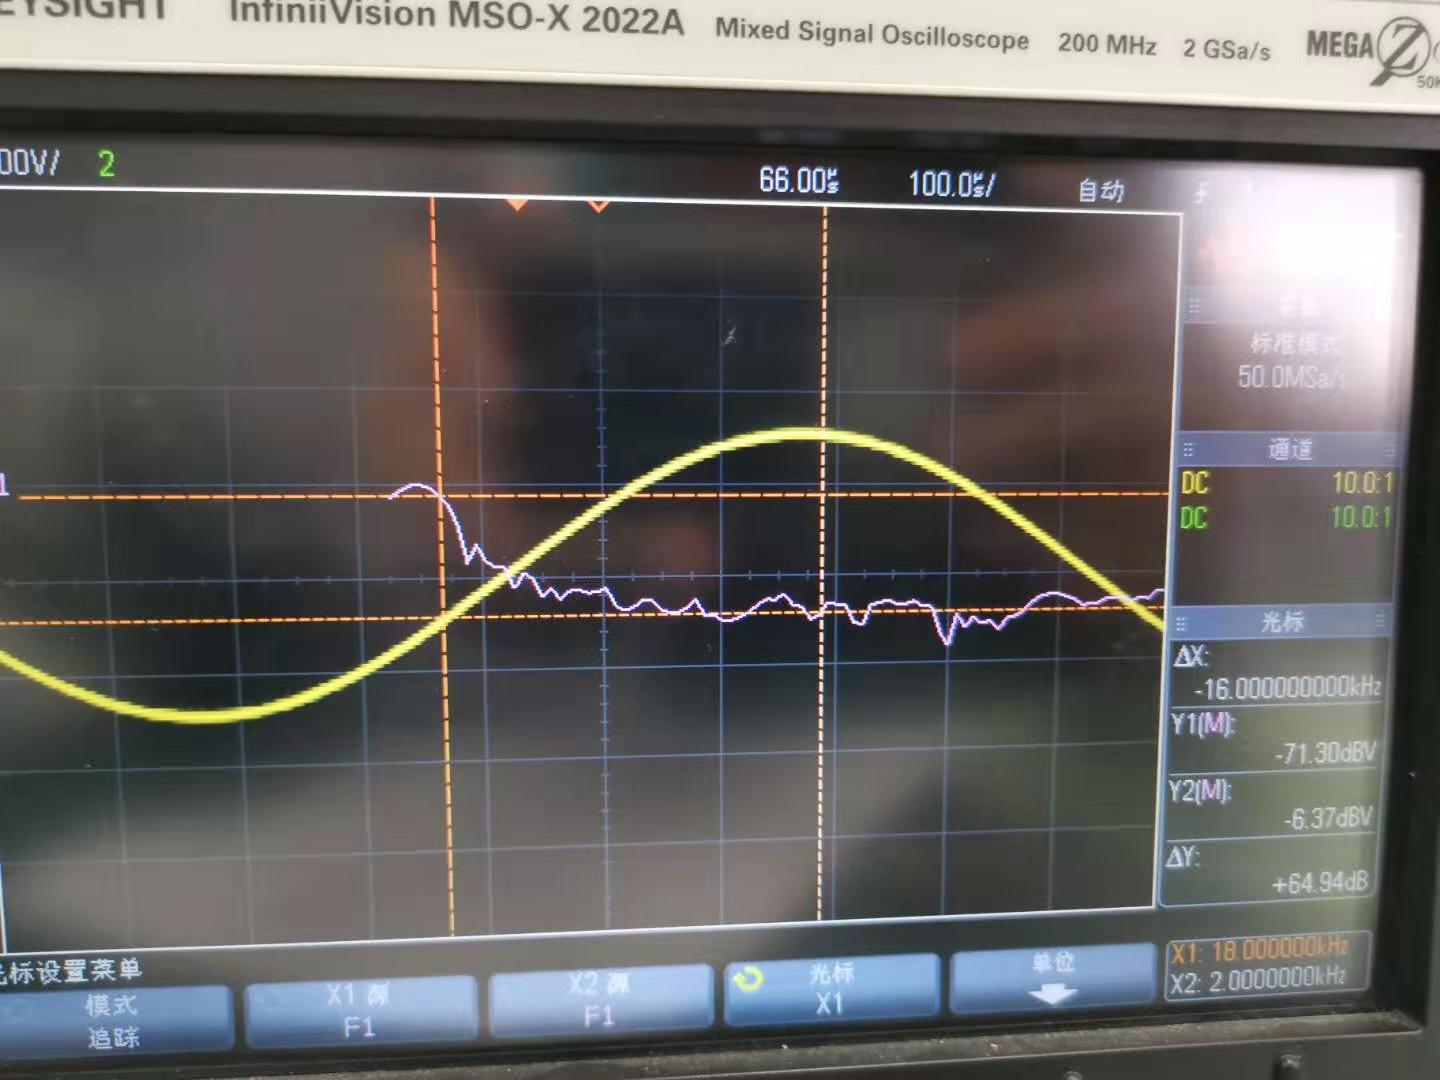 EYSIGHT InfiniiVision MSO-X 2022A Mixed Signal Oscilloscope 200 MHz 2 GSa/s MEGA Z
50K
00V/ 2 66.00µs 100.0µs/ 自动
标准模式
50.0MSa/s
通道
DC 10.0:1
DC 10.0:1
光标
ΔX:
-16.000000000kHz
Y1(M):
-71.30dBV
Y2(M):
-6.37dBV
ΔY:
+64.94dB
X1: 18.000000kHz
X2: 2.0000000kHz
1
光标设置菜单
模式
追踪
X1 源
F1
X2 源
F1
光标
X1
单位